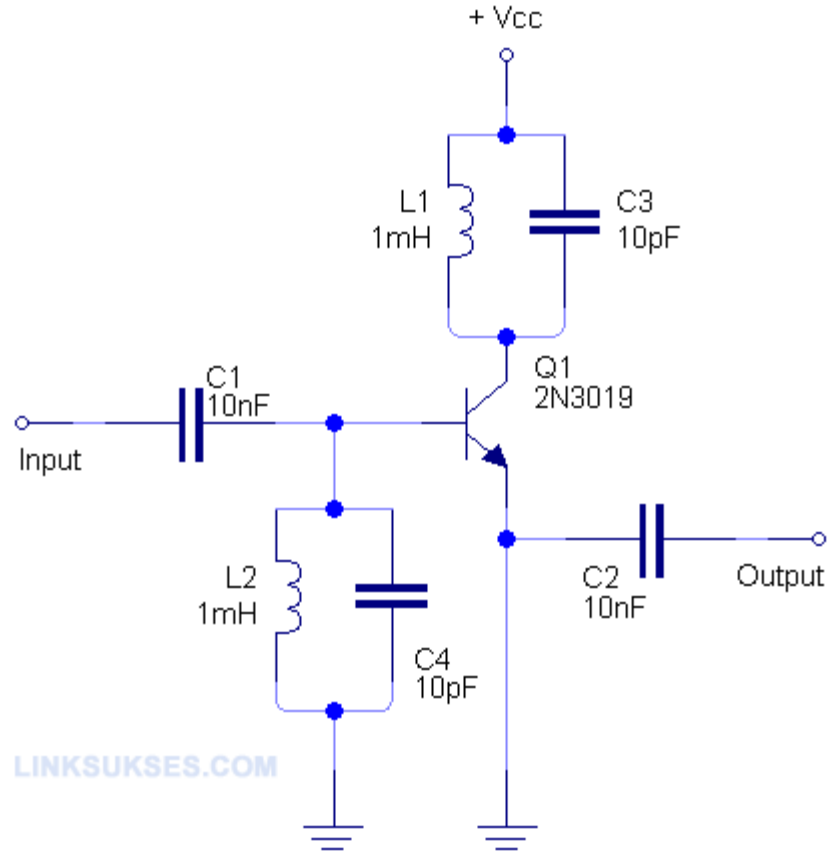 + Vcc
L1
1mH
C3
10pF
Q1
2N3019
C1
10nF
Input
L2
1mH
C4
10pF
C2
10nF
Output
LINKSUKSES.COM